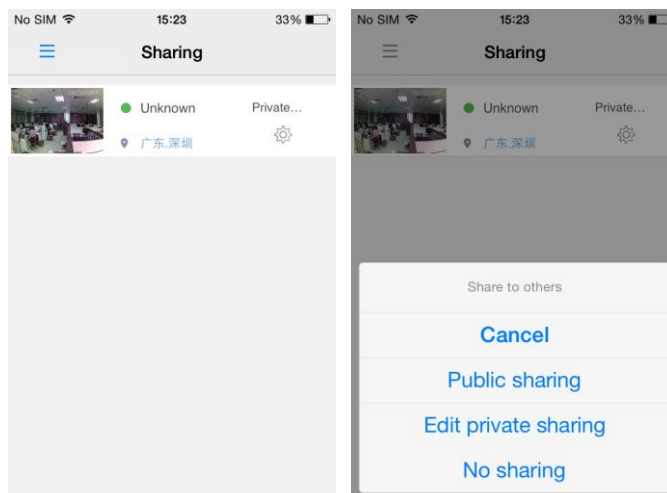 No SIM 15:23 33%
Sharing
Unknown Private...
广东.深圳
No SIM 15:23 33%
Sharing
Unknown Private...
广东.深圳
Share to others
Cancel
Public sharing
Edit private sharing
No sharing